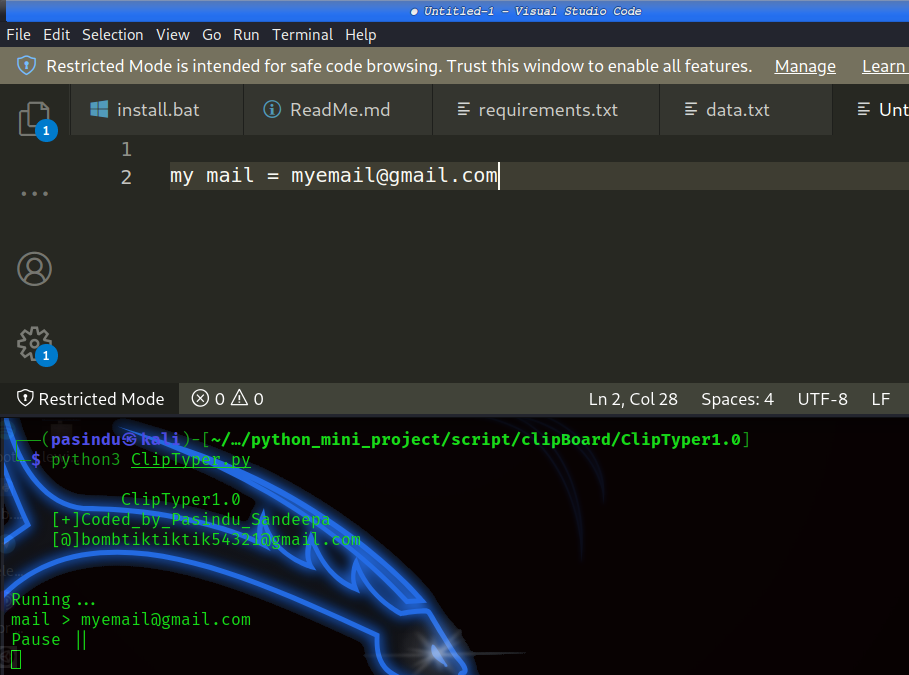 ● Untitled-1 - Visual Studio Code
File Edit Selection View Go Run Terminal Help
Restricted Mode is intended for safe code browsing. Trust this window to enable all features. Manage Learn
install.bat ReadMe.md requirements.txt data.txt Unt
1
1
2 my mail = myemail@gmail.com
1
Restricted Mode 0 0 Ln 2, Col 28 Spaces: 4 UTF-8 LF
┌──(pasindu㉿kali)-[~/…/python_mini_project/script/clipBoard/ClipTyper1.0]
└─$ python3 ClipTyper.py
ClipTyper1.0
[+]Coded_by_Pasindu_Sandeepa
[@]bombtiktiktik54321@gmail.com
Runing...
mail > myemail@gmail.com
Pause ||